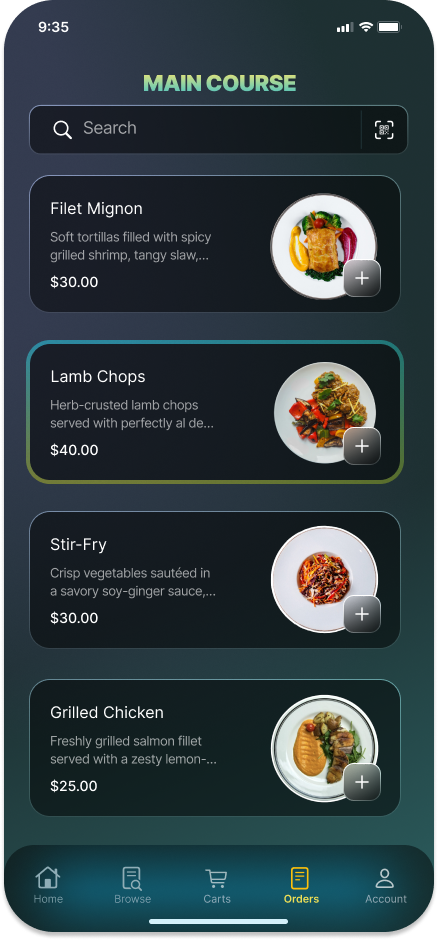 9:35
MAIN COURSE
Search
Filet Mignon
Soft tortillas filled with spicy
grilled shrimp, tangy slaw,...
$30.00
Lamb Chops
Herb-crusted lamb chops
served with perfectly al de...
$40.00
Stir-Fry
Crisp vegetables sautéed in
a savory soy-ginger sauce,...
$30.00
Grilled Chicken
Freshly grilled salmon fillet
served with a zesty lemon-...
$25.00
Home Browse Carts Orders Account